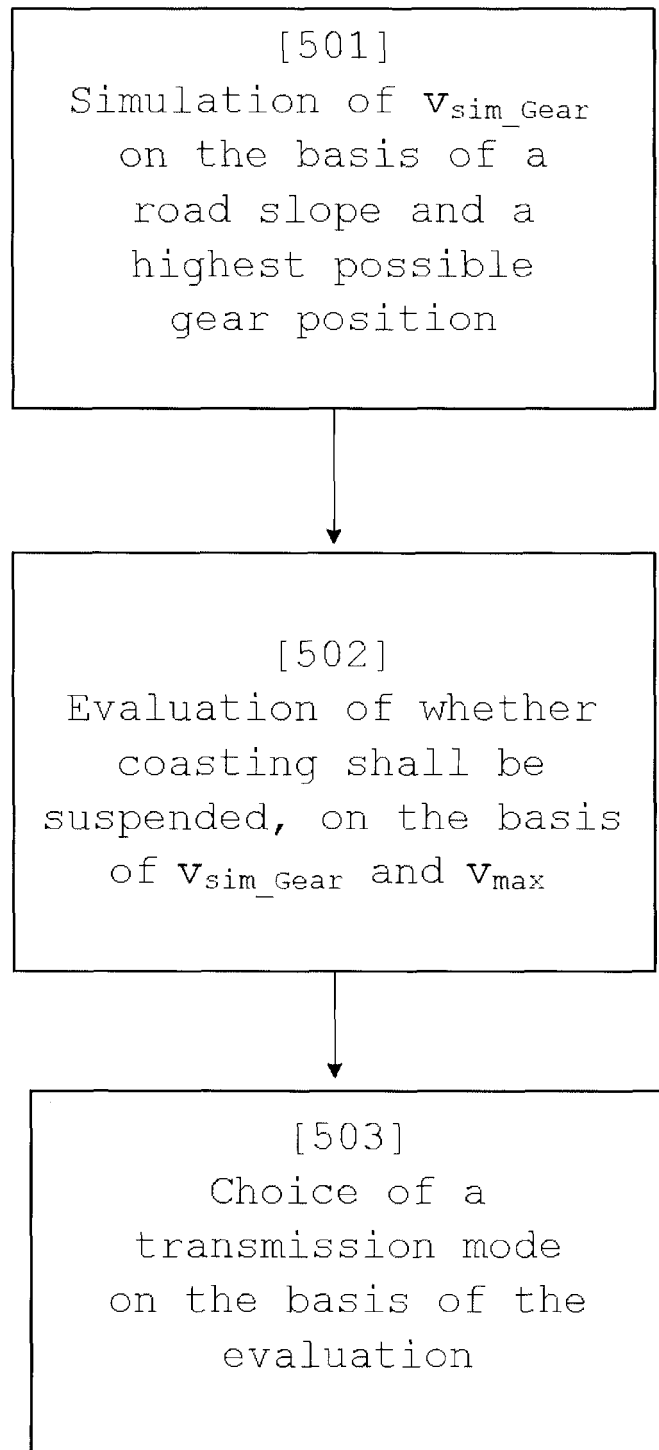 [501]
Simulation of vsim_Gear
on the basis of a
road slope and a
highest possible
gear position
[502]
Evaluation of whether
coasting shall be
suspended, on the basis
of vsim_Gear and vmax
[503]
Choice of a
transmission mode
on the basis of the
evaluation